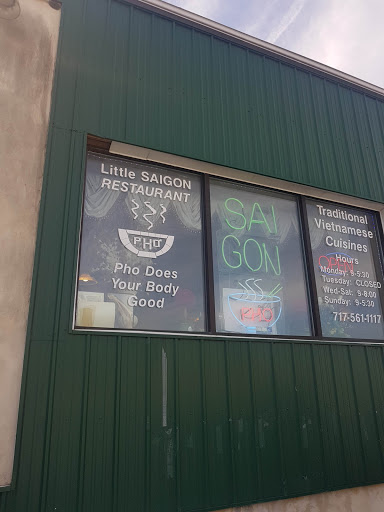 Little SAIGON
RESTAURANT
PHO
Pho Does
Your Body
Good
SAI
GON
PHO
Traditional
Vietnamese
Cuisines
Hours
OPEN
Monday: 9-5:30
Tuesday: CLOSED
Wed-Sat: 9-8:00
Sunday: 9-5:30
717-561-1117